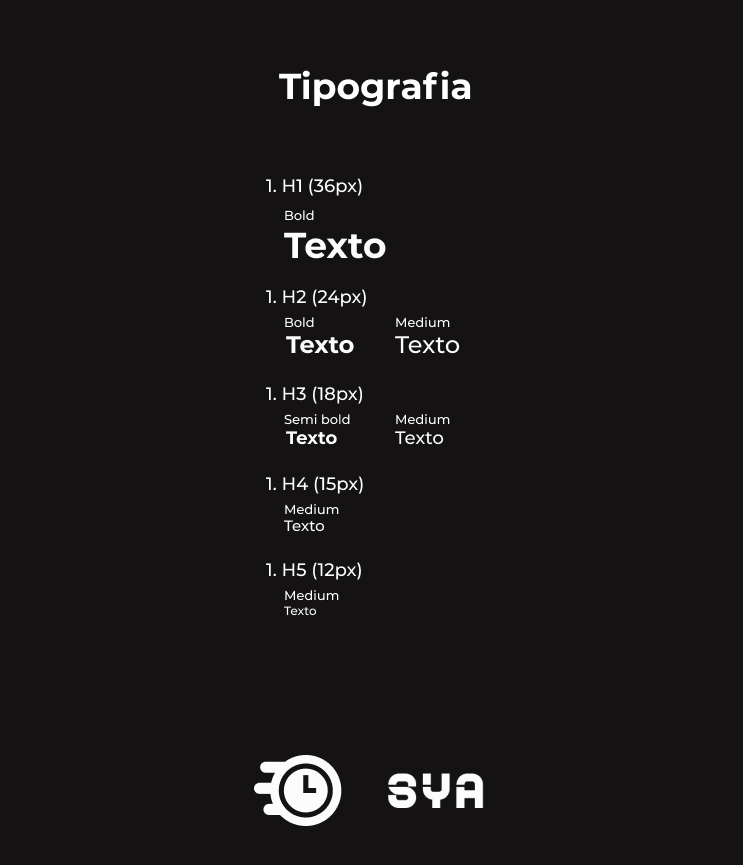 Tipografia
1. H1 (36px)
Bold
Texto
1. H2 (24px)
Bold Medium
Texto Texto
1. H3 (18px)
Semi bold Medium
Texto Texto
1. H4 (15px)
Medium
Texto
1. H5 (12px)
Medium
Texto
SYA